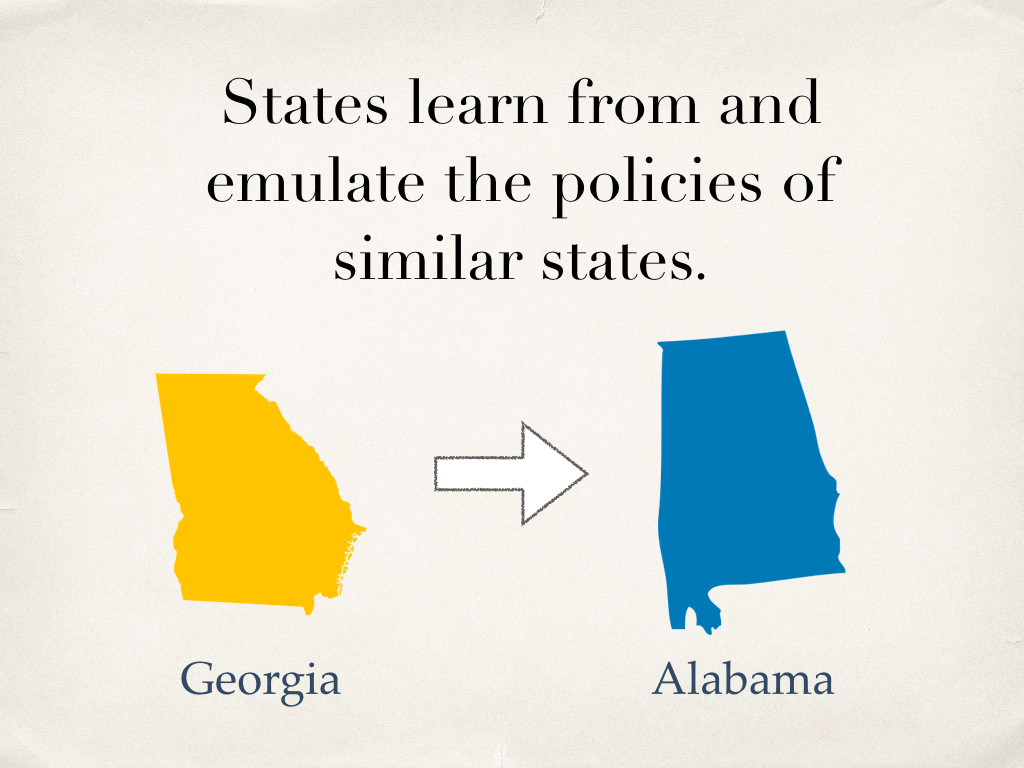 States learn from and
emulate the policies of
similar states.
Georgia
Alabama